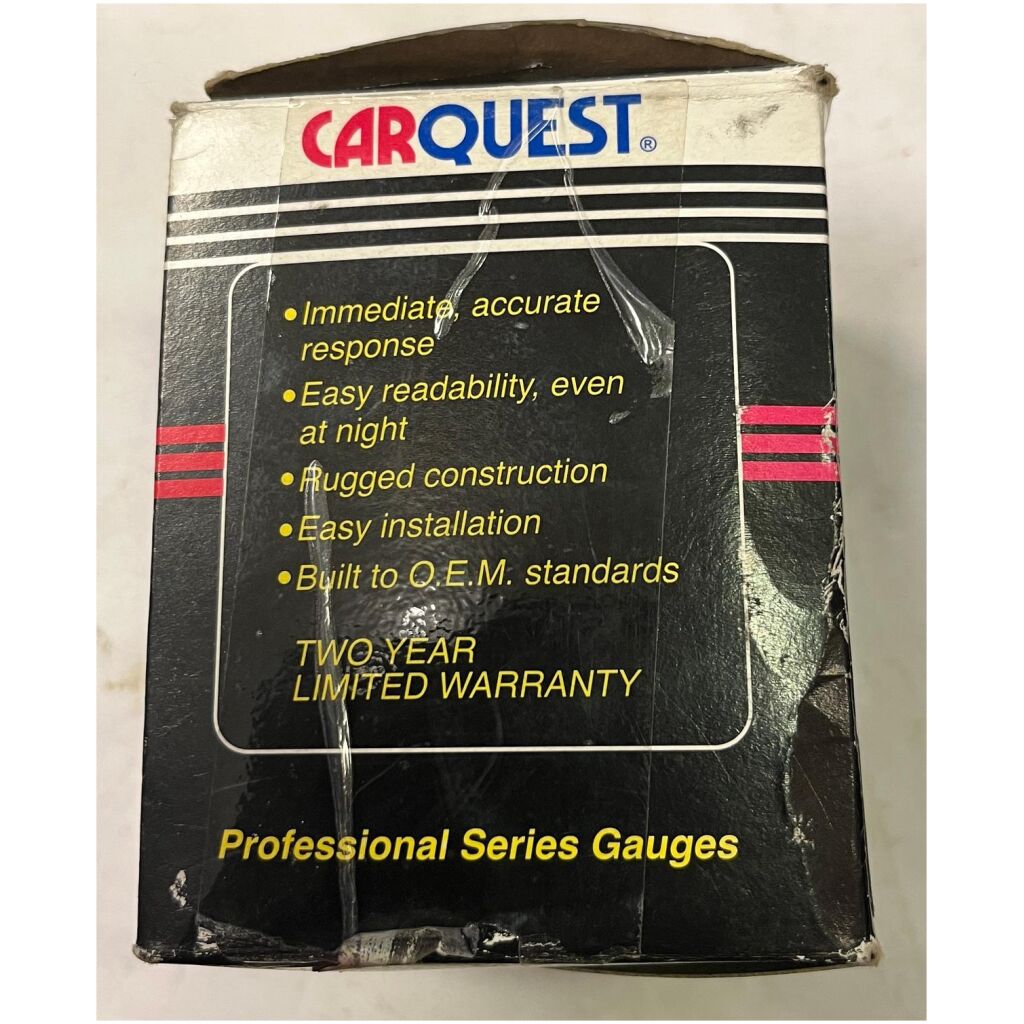 CARQUEST®
•Immediate, accurate
response
•Easy readability, even
at night
•Rugged construction
•Easy installation
•Built to O.E.M. standards
TWO YEAR
LIMITED WARRANTY
Professional Series Gauges